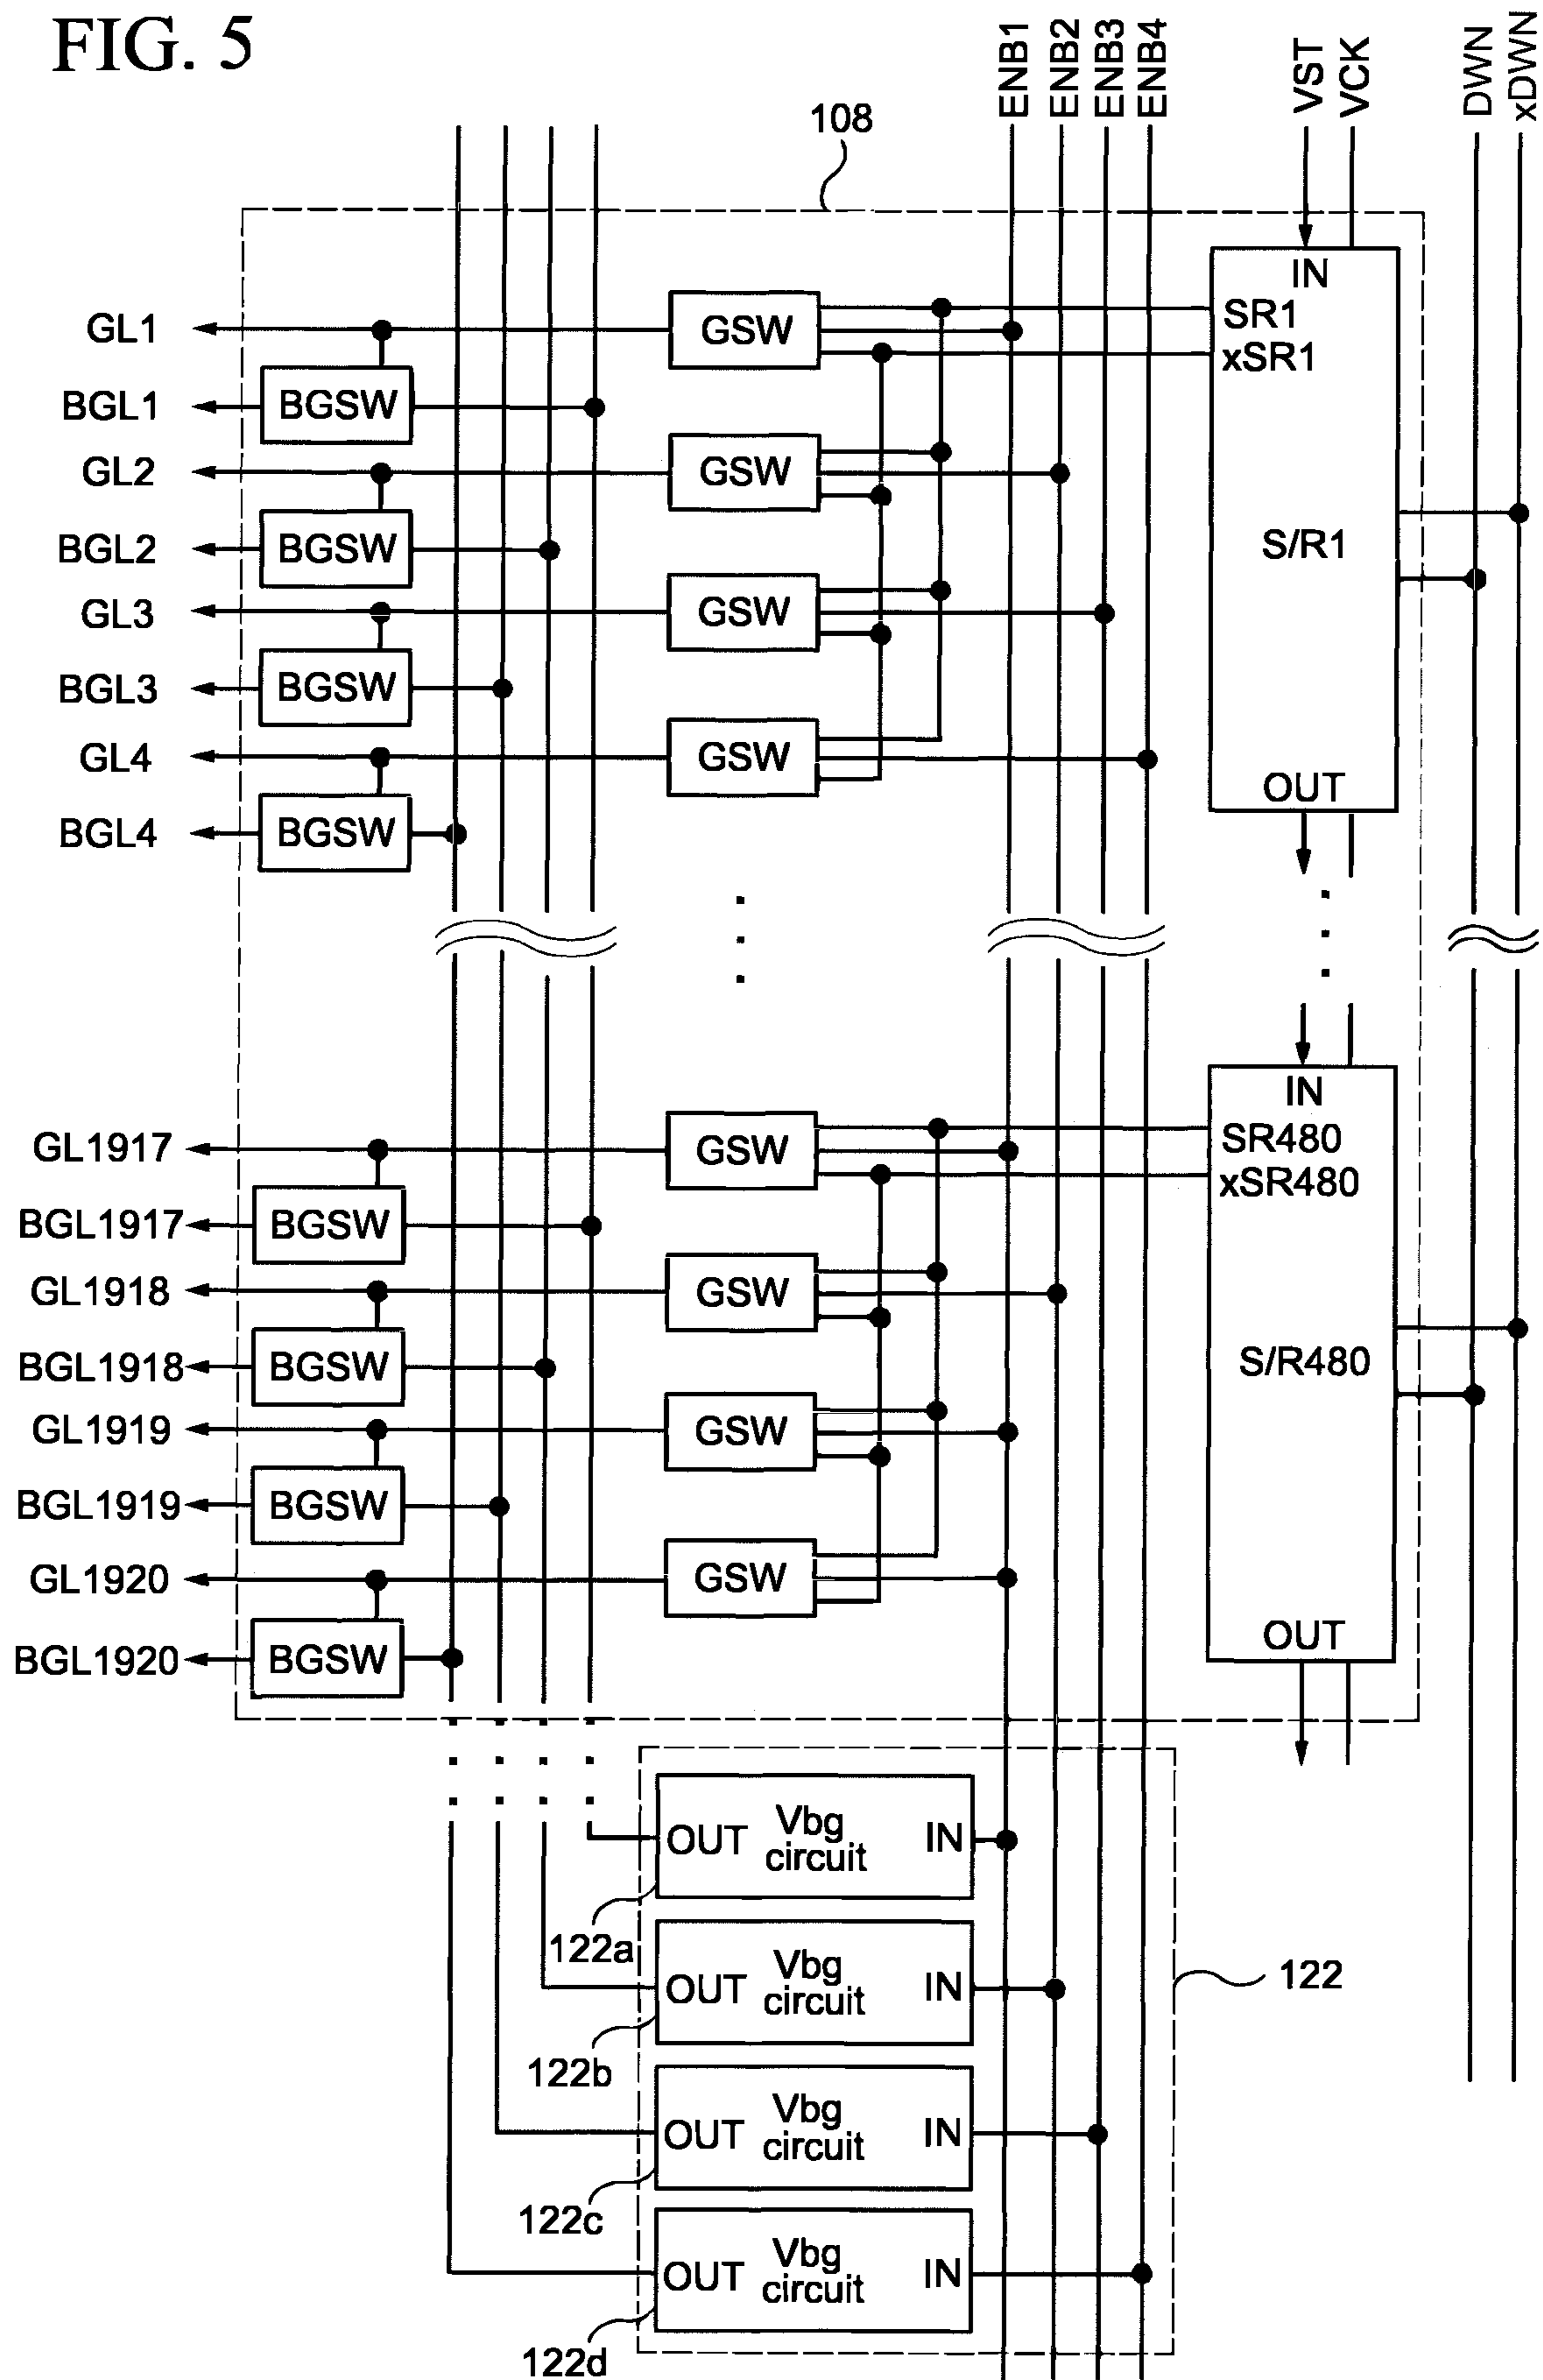 FIG. 5
ENB1
ENB2
ENB3
ENB4
VST
VCK
DWN
xDWN
108
IN
GL1
GSW
SR1
xSR1
BGL1
BGSW
GL2
GSW
BGL2
BGSW
S/R1
GL3
GSW
BGL3
BGSW
GL4
GSW
OUT
BGL4
BGSW
IN
GL1917
GSW
SR480
xSR480
BGL1917
BGSW
GL1918
GSW
BGL1918
BGSW
S/R480
GL1919
GSW
BGL1919
BGSW
GL1920
GSW
OUT
BGL1920
BGSW
OUT Vbg circuit IN
122a
OUT Vbg circuit IN
122
122b
OUT Vbg circuit IN
122c
OUT Vbg circuit IN
122d